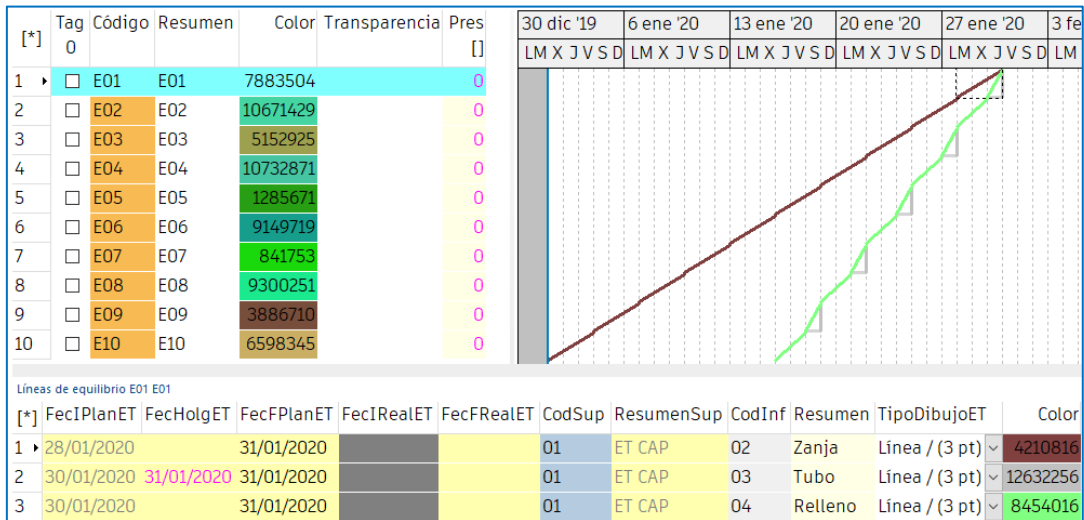 [*] Tag 0 Código Resumen Color Transparencia Pres []
30 dic '19 6 ene '20 13 ene '20 20 ene '20 27 ene '20 3 fe
L M X J V S D L M X J V S D L M X J V S D L M X J V S D L M X J V S D L M
1 E01 E01 7883504 0
2 E02 E02 10671429 0
3 E03 E03 5152925 0
4 E04 E04 10732871 0
5 E05 E05 1285671 0
6 E06 E06 9149719 0
7 E07 E07 841753 0
8 E08 E08 9300251 0
9 E09 E09 3886710 0
10 E10 E10 6598345 0
Líneas de equilibrio E01 E01
[*] FecIPlanET FecHolgET FecFPlanET FecIRealET FecFRealET CodSup ResumenSup CodInf Resumen TipoDibujoET Color
1 28/01/2020 31/01/2020 01 ET CAP 02 Zanja Línea / (3 pt) 4210816
2 30/01/2020 31/01/2020 31/01/2020 01 ET CAP 03 Tubo Línea / (3 pt) 12632256
3 30/01/2020 31/01/2020 01 ET CAP 04 Relleno Línea / (3 pt) 8454016